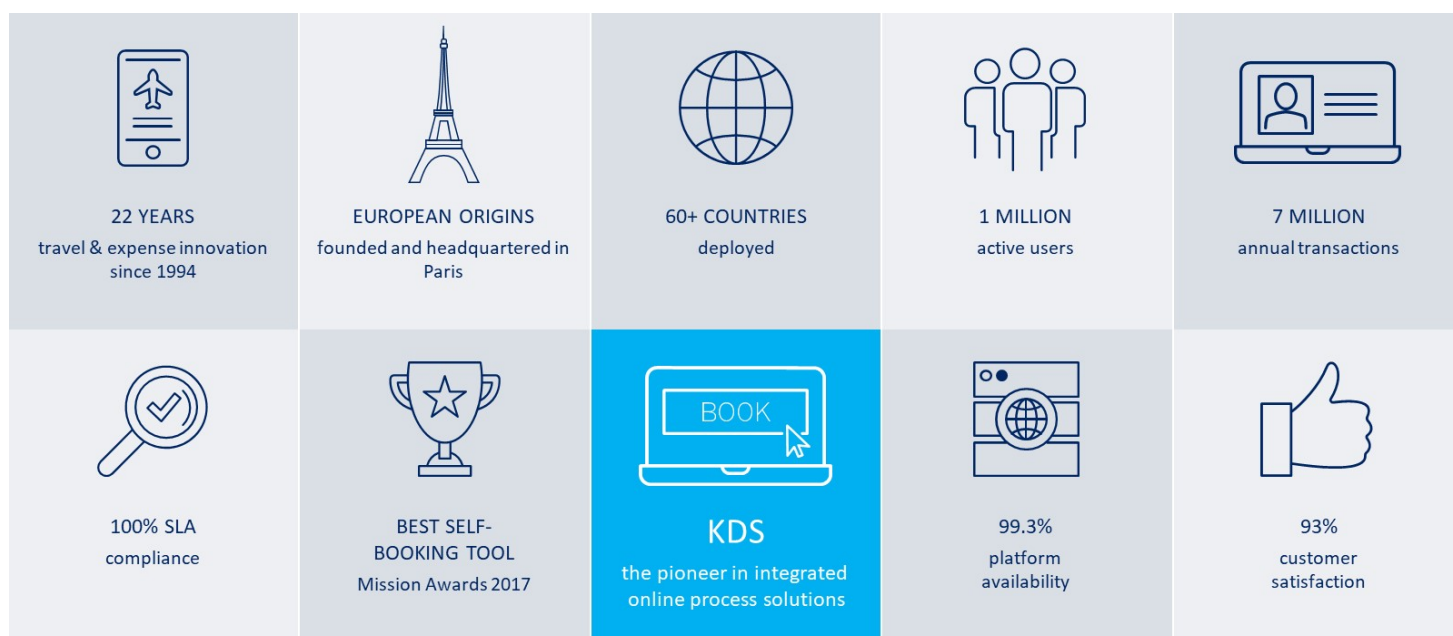 22 YEARS
travel & expense innovation
since 1994
EUROPEAN ORIGINS
founded and headquartered in
Paris
60+ COUNTRIES
deployed
1 MILLION
active users
7 MILLION
annual transactions
100% SLA
compliance
BEST SELF-
BOOKING TOOL
Mission Awards 2017
BOOK
KDS
the pioneer in integrated
online process solutions
99.3%
platform
availability
93%
customer
satisfaction